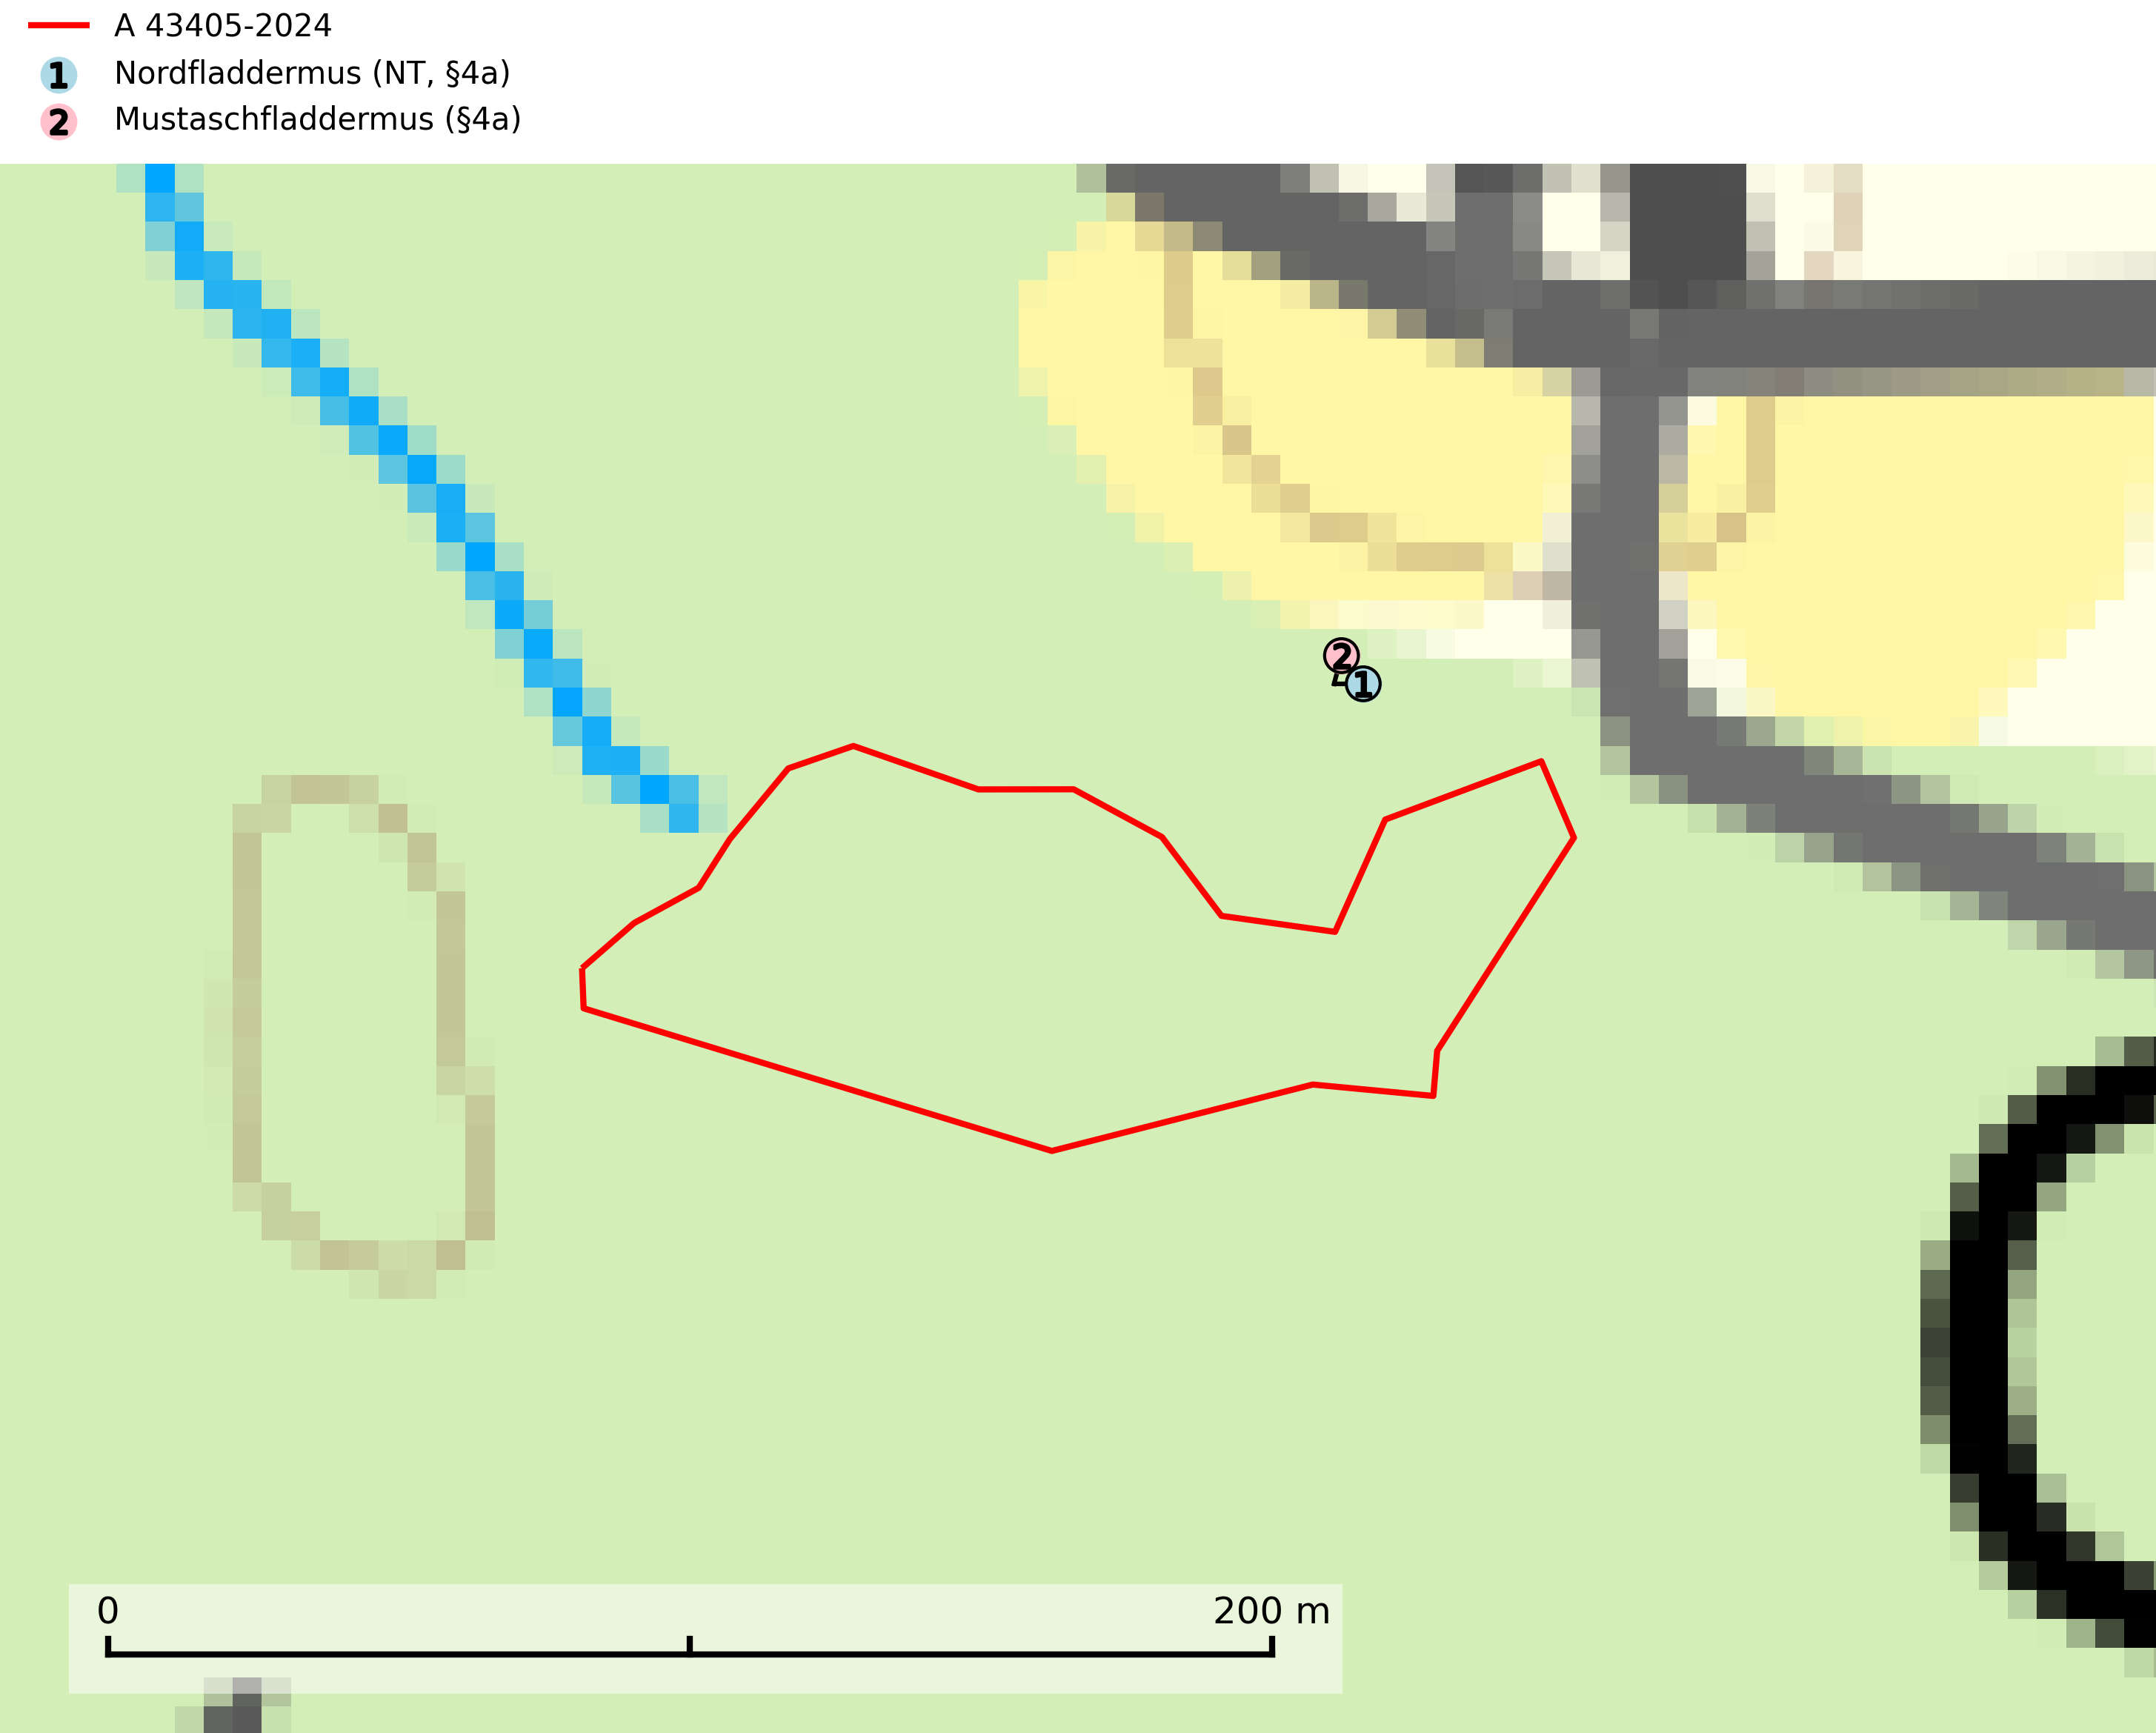 A 43405-2024
1 Nordfladdermus (NT, §4a)
2 Mustaschfladdermus (§4a)
2
1
0 200 m